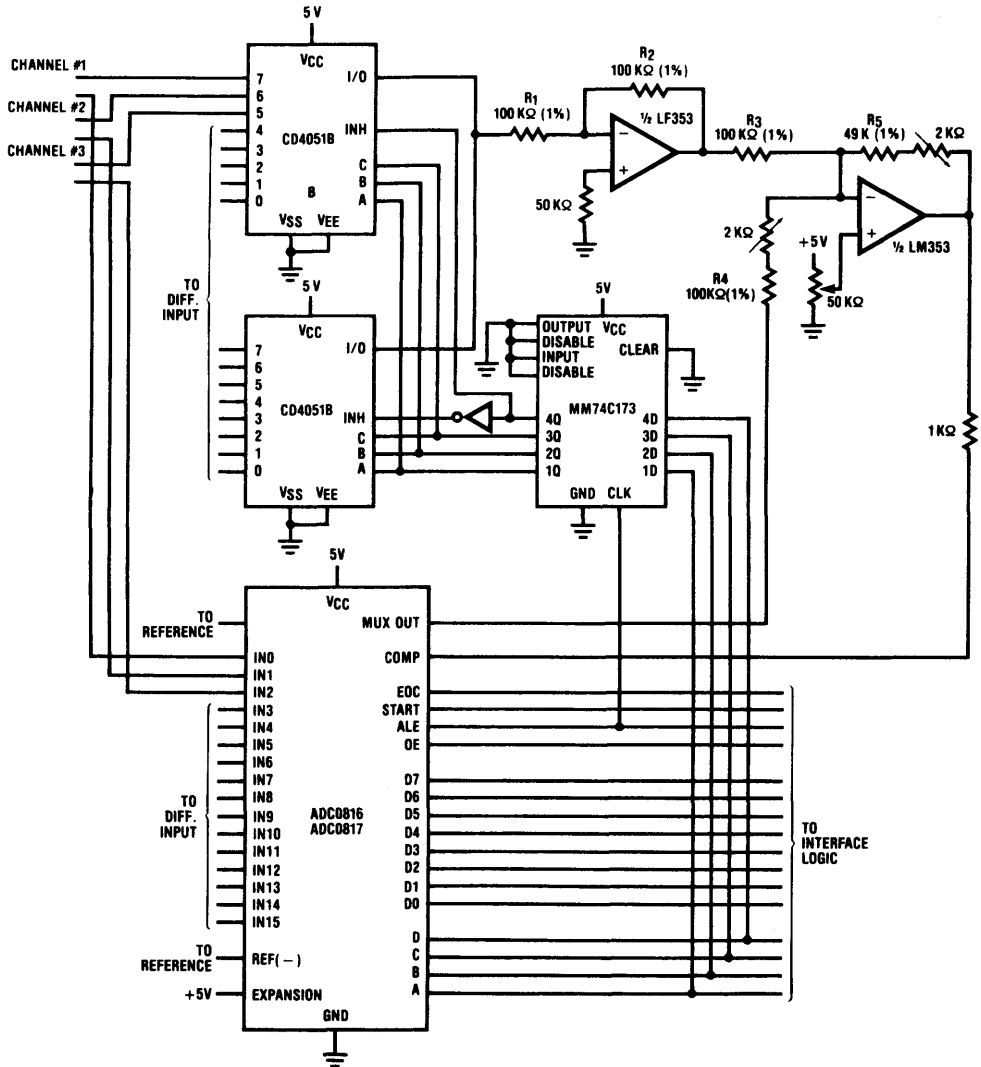 5 V
CHANNEL #1
CHANNEL #2
CHANNEL #3
VCC
7
6
5
4
3
2
1
0
CD4051B
B
I/O
INH
C
B
A
VSS VEE
TO
DIFF.
INPUT
R1
100 KΩ (1%)
R2
100 KΩ (1%)
½ LF353
−
+
50 KΩ
R3
100 KΩ (1%)
R5
49 K (1%)
2 KΩ
−
+
½ LM353
2 KΩ
R4
100KΩ(1%)
+5V
50 KΩ
1 KΩ
5 V
VCC
7
6
5
4
3
2
1
0
CD4051B
I/O
INH
C
B
A
VSS VEE
5V
OUTPUT
DISABLE
INPUT
DISABLE
VCC
CLEAR
MM74C173
4Q
3Q
2Q
1Q
4D
3D
2D
1D
GND CLK
5V
VCC
TO
REFERENCE
IN0
IN1
IN2
IN3
IN4
IN5
IN6
IN7
IN8
IN9
IN10
IN11
IN12
IN13
IN14
IN15
TO
DIFF.
INPUT
TO
REFERENCE
REF(−)
+5V
EXPANSION
GND
ADC0816
ADC0817
MUX OUT
COMP
EOC
START
ALE
OE
D7
D6
D5
D4
D3
D2
D1
D0
D
C
B
A
TO
INTERFACE
LOGIC